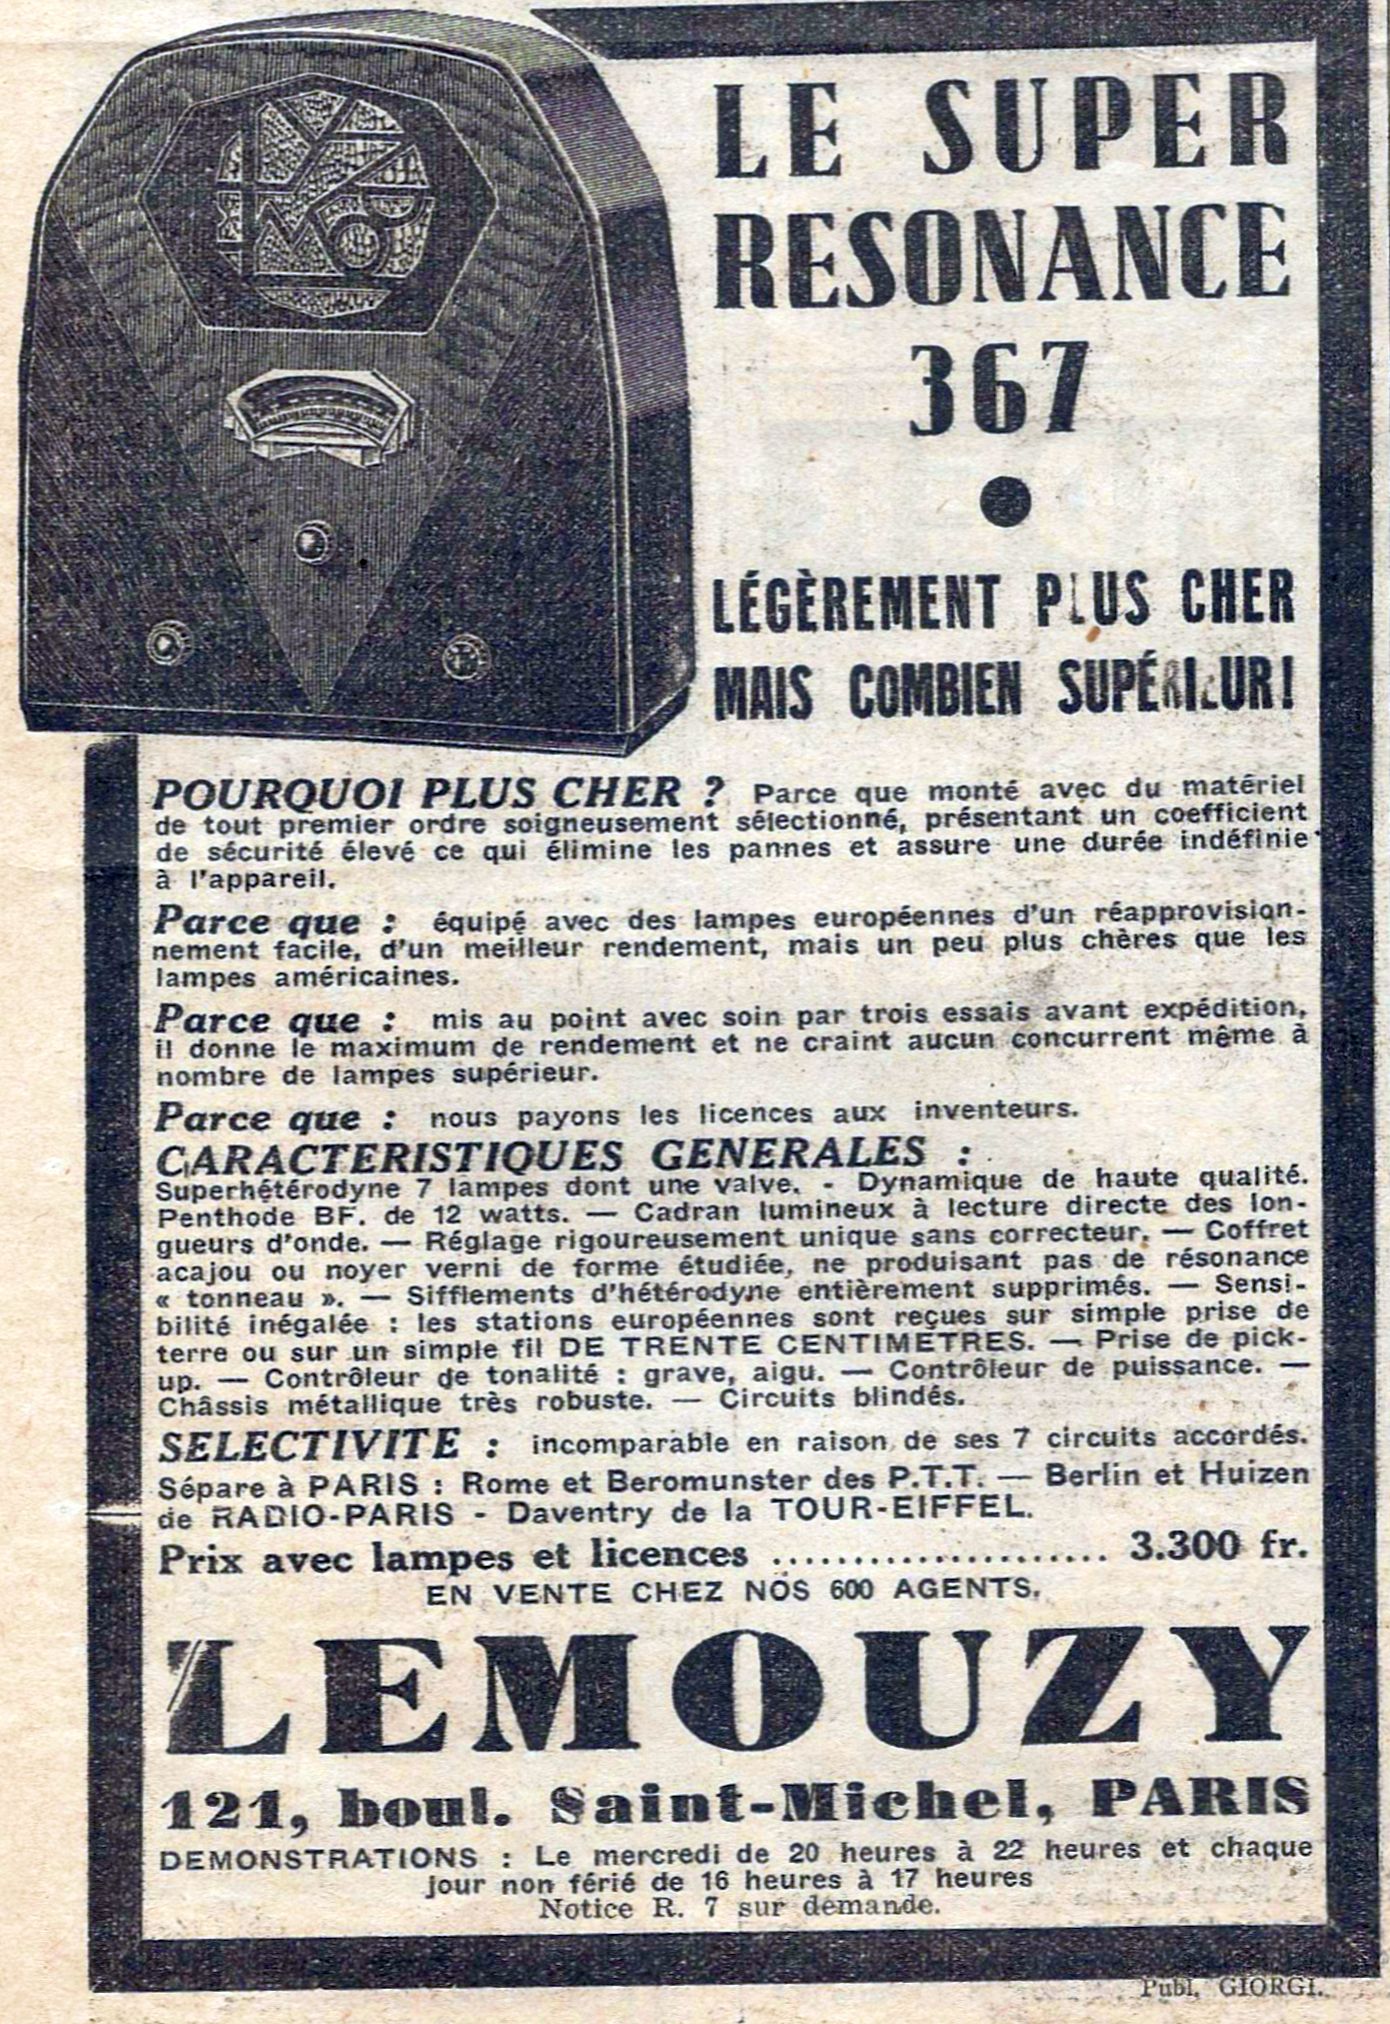 LE SUPER
RESONANCE
367
LÉGÈREMENT PLUS CHER
MAIS COMBIEN SUPÉRIEUR!
POURQUOI PLUS CHER ? Parce que monté avec du matériel
de tout premier ordre soigneusement sélectionné, présentant un coefficient
de sécurité élevé ce qui élimine les pannes et assure une durée indéfinie
à l'appareil.
Parce que : équipé avec des lampes européennes d'un réapprovision-
nement facile, d'un meilleur rendement, mais un peu plus chères que les
lampes américaines.
Parce que : mis au point avec soin par trois essais avant expédition,
il donne le maximum de rendement et ne craint aucun concurrent même à
nombre de lampes supérieur.
Parce que : nous payons les licences aux inventeurs.
CARACTERISTIQUES GENERALES :
Superhétérodyne 7 lampes dont une valve. - Dynamique de haute qualité.
Penthode BF. de 12 watts. — Cadran lumineux à lecture directe des lon-
gueurs d'onde. — Réglage rigoureusement unique sans correcteur. — Coffret
acajou ou noyer verni de forme étudiée, ne produisant pas de résonance
« tonneau ». — Sifflements d'hétérodyne entièrement supprimés. — Sensi-
bilité inégalée : les stations européennes sont reçues sur simple prise de
terre ou sur un simple fil DE TRENTE CENTIMETRES. — Prise de pick-
up. — Contrôleur de tonalité : grave, aigu. — Contrôleur de puissance. —
Châssis métallique très robuste. — Circuits blindés.
SELECTIVITE : incomparable en raison de ses 7 circuits accordés.
Sépare à PARIS : Rome et Beromunster des P.T.T. — Berlin et Huizen
de RADIO-PARIS - Daventry de la TOUR-EIFFEL.
Prix avec lampes et licences ..................... 3.300 fr.
EN VENTE CHEZ NOS 600 AGENTS.
LEMOUZY
121, boul. Saint-Michel, PARIS
DEMONSTRATIONS : Le mercredi de 20 heures à 22 heures et chaque
jour non férié de 16 heures à 17 heures
Notice R. 7 sur demande.
Publ. GIORGI.